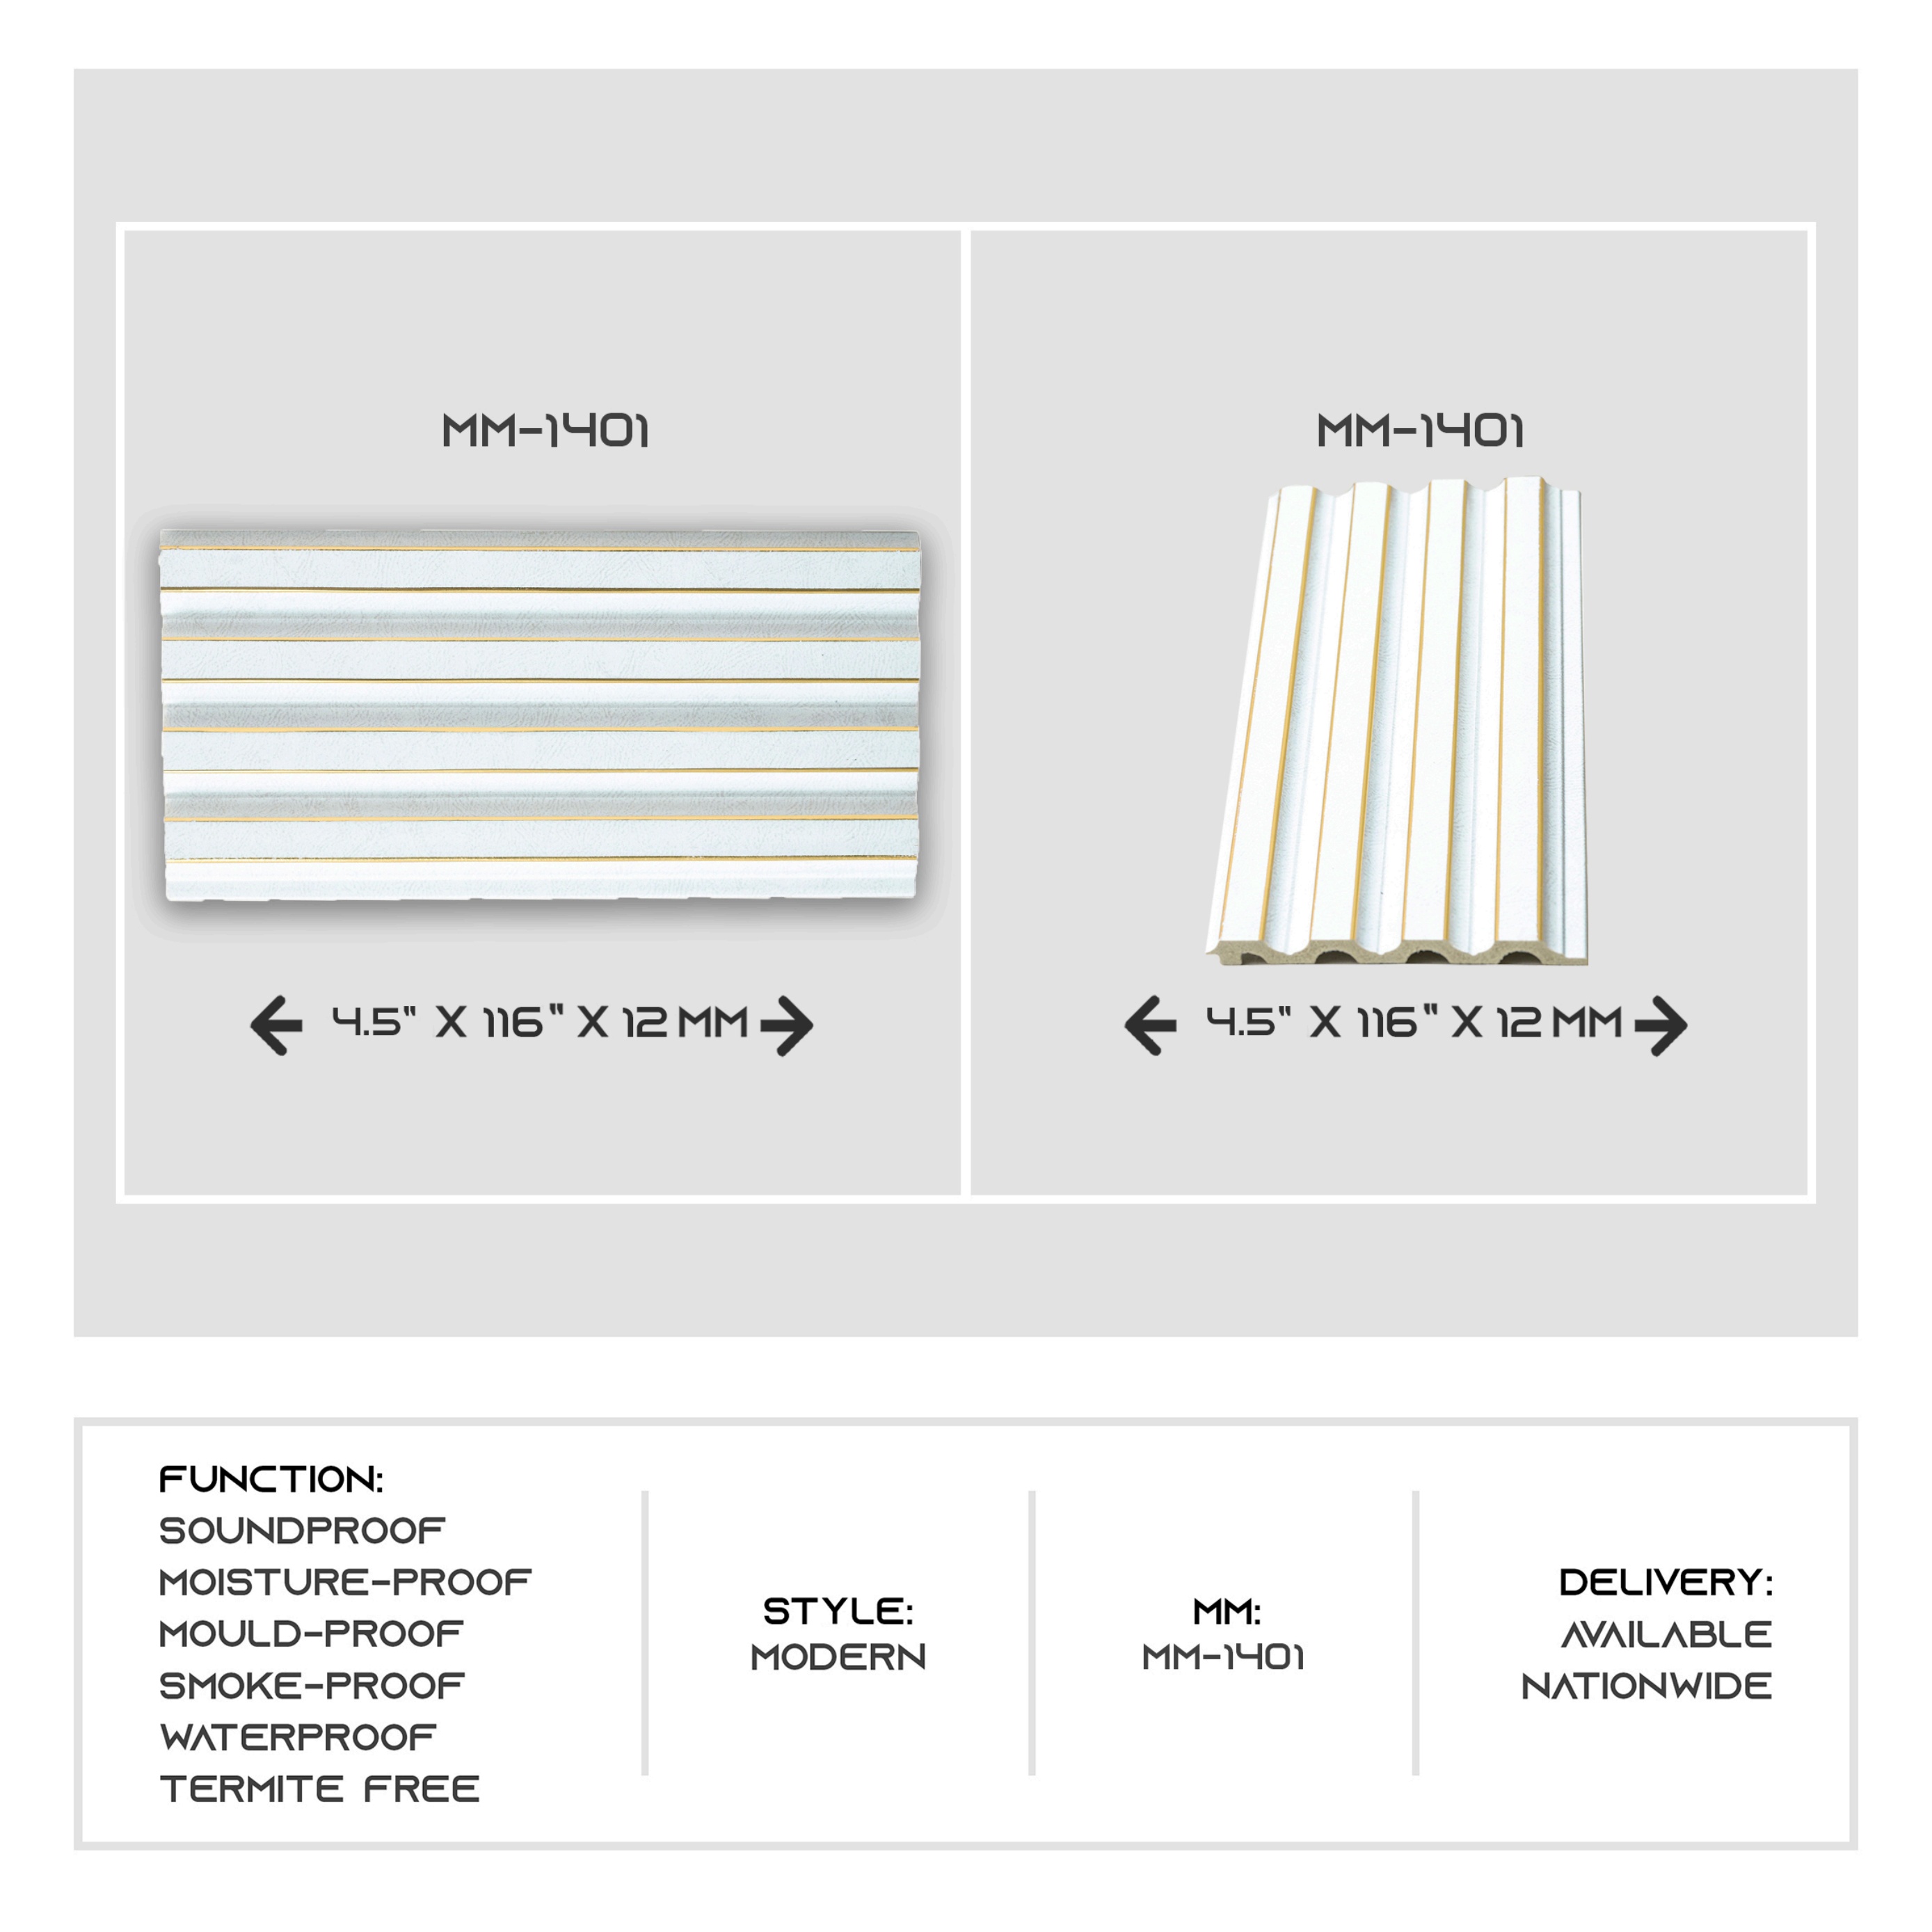 MM-1401
4.5" X 116" X 12 MM
MM-1401
4.5" X 116" X 12 MM
FUNCTION:
SOUNDPROOF
MOISTURE-PROOF
MOULD-PROOF
SMOKE-PROOF
WATERPROOF
TERMITE FREE
STYLE:
MODERN
MM:
MM-1401
DELIVERY:
AVAILABLE
NATIONWIDE